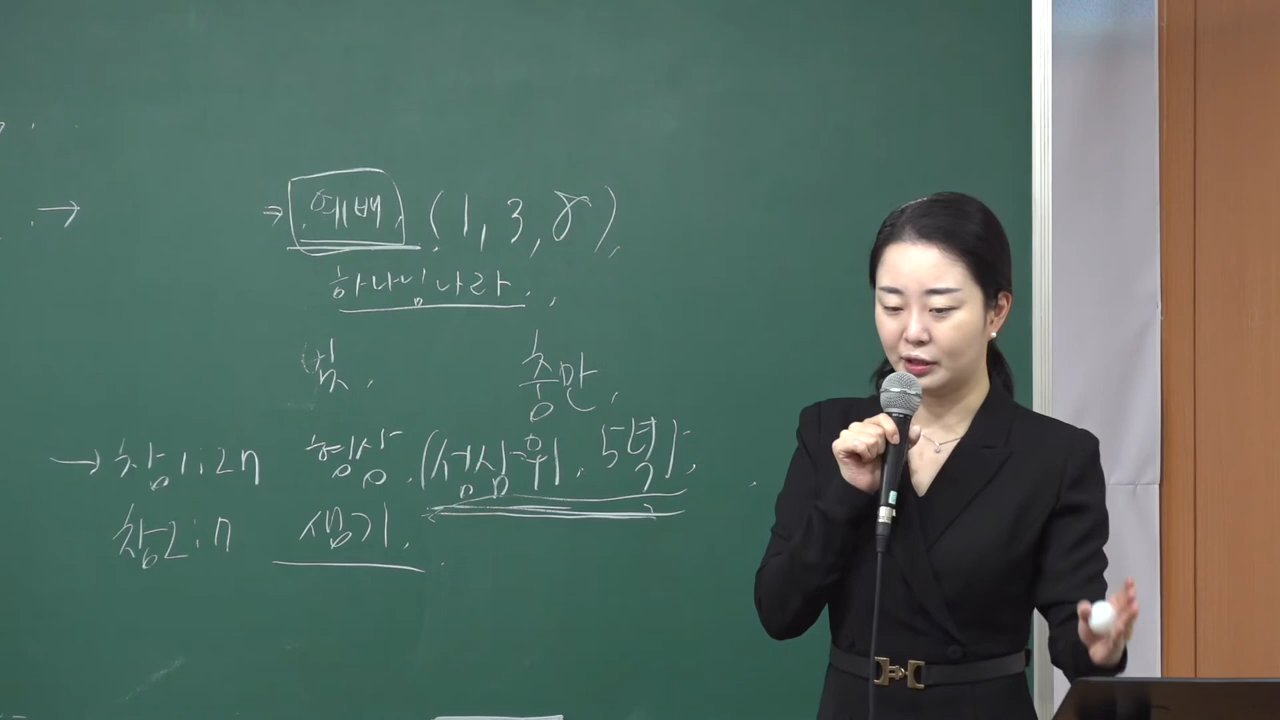 → ⇒ 예배 (1, 3, 8)
하나님나라
빛, 충만,
→ 창1:27 형상, (성삼위, 5력),
창2:7 생기,